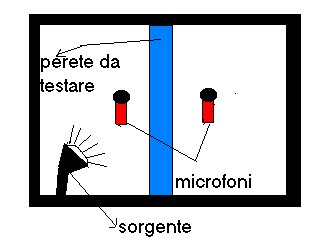 perete da
testare
microfoni
sorgente